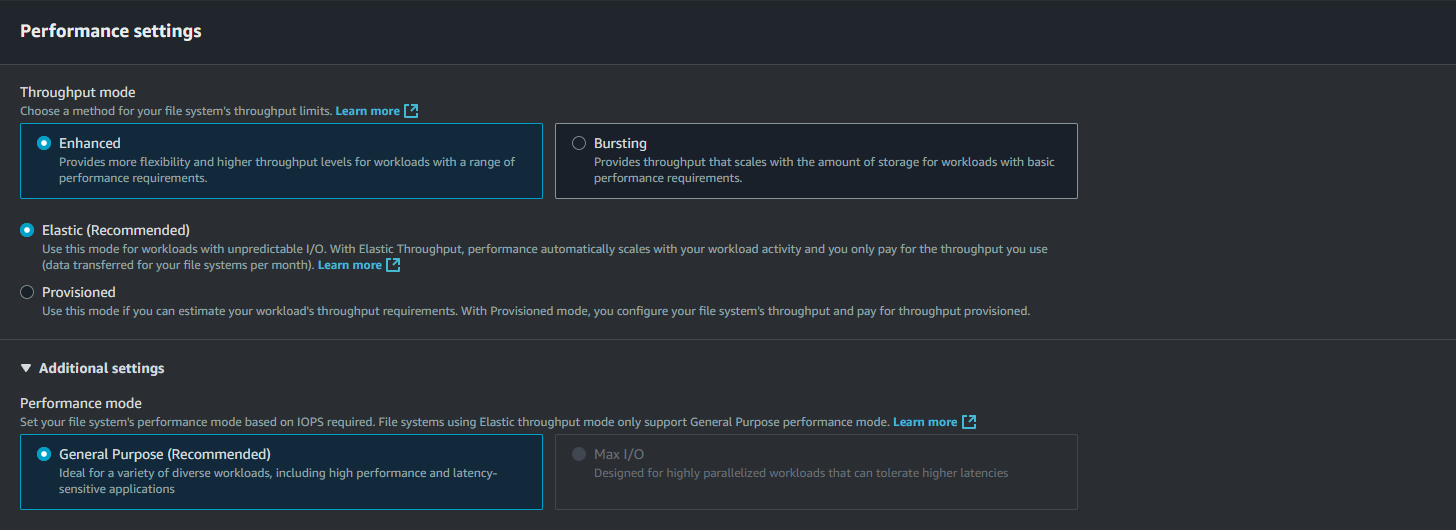 Performance settings
Throughput mode
Choose a method for your file system's throughput limits. Learn more
Enhanced
Provides more flexibility and higher throughput levels for workloads with a range of
performance requirements.
Bursting
Provides throughput that scales with the amount of storage for workloads with basic
performance requirements.
Elastic (Recommended)
Use this mode for workloads with unpredictable I/O. With Elastic Throughput, performance automatically scales with your workload activity and you only pay for the throughput you use
(data transferred for your file systems per month). Learn more
Provisioned
Use this mode if you can estimate your workload's throughput requirements. With Provisioned mode, you configure your file system's throughput and pay for throughput provisioned.
Additional settings
Performance mode
Set your file system's performance mode based on IOPS required. File systems using Elastic throughput mode only support General Purpose performance mode. Learn more
General Purpose (Recommended)
Ideal for a variety of diverse workloads, including high performance and latency-
sensitive applications
Max I/O
Designed for highly parallelized workloads that can tolerate higher latencies